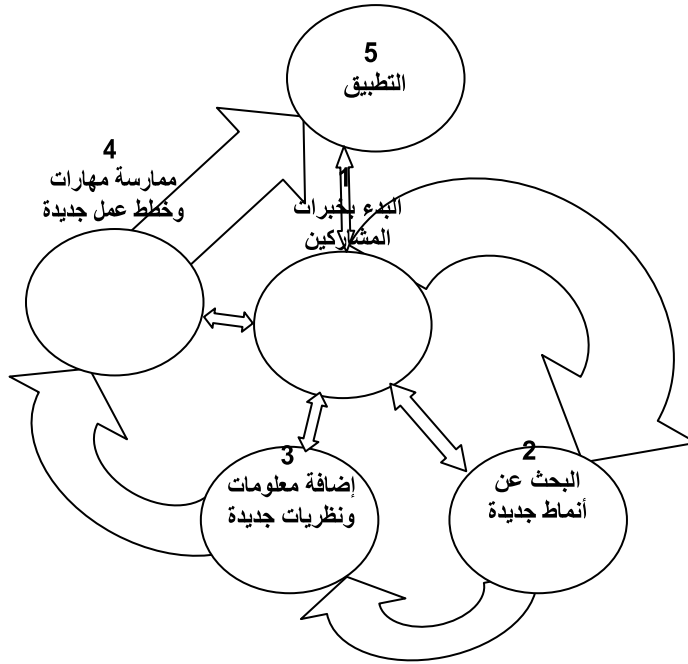 5
التطبيق
4
ممارسة مهارات
وخطط عمل جديدة
1
البدء بخبرات
المشاركين
3
إضافة معلومات
ونظريات جديدة
2
البحث عن
أنماط جديدة